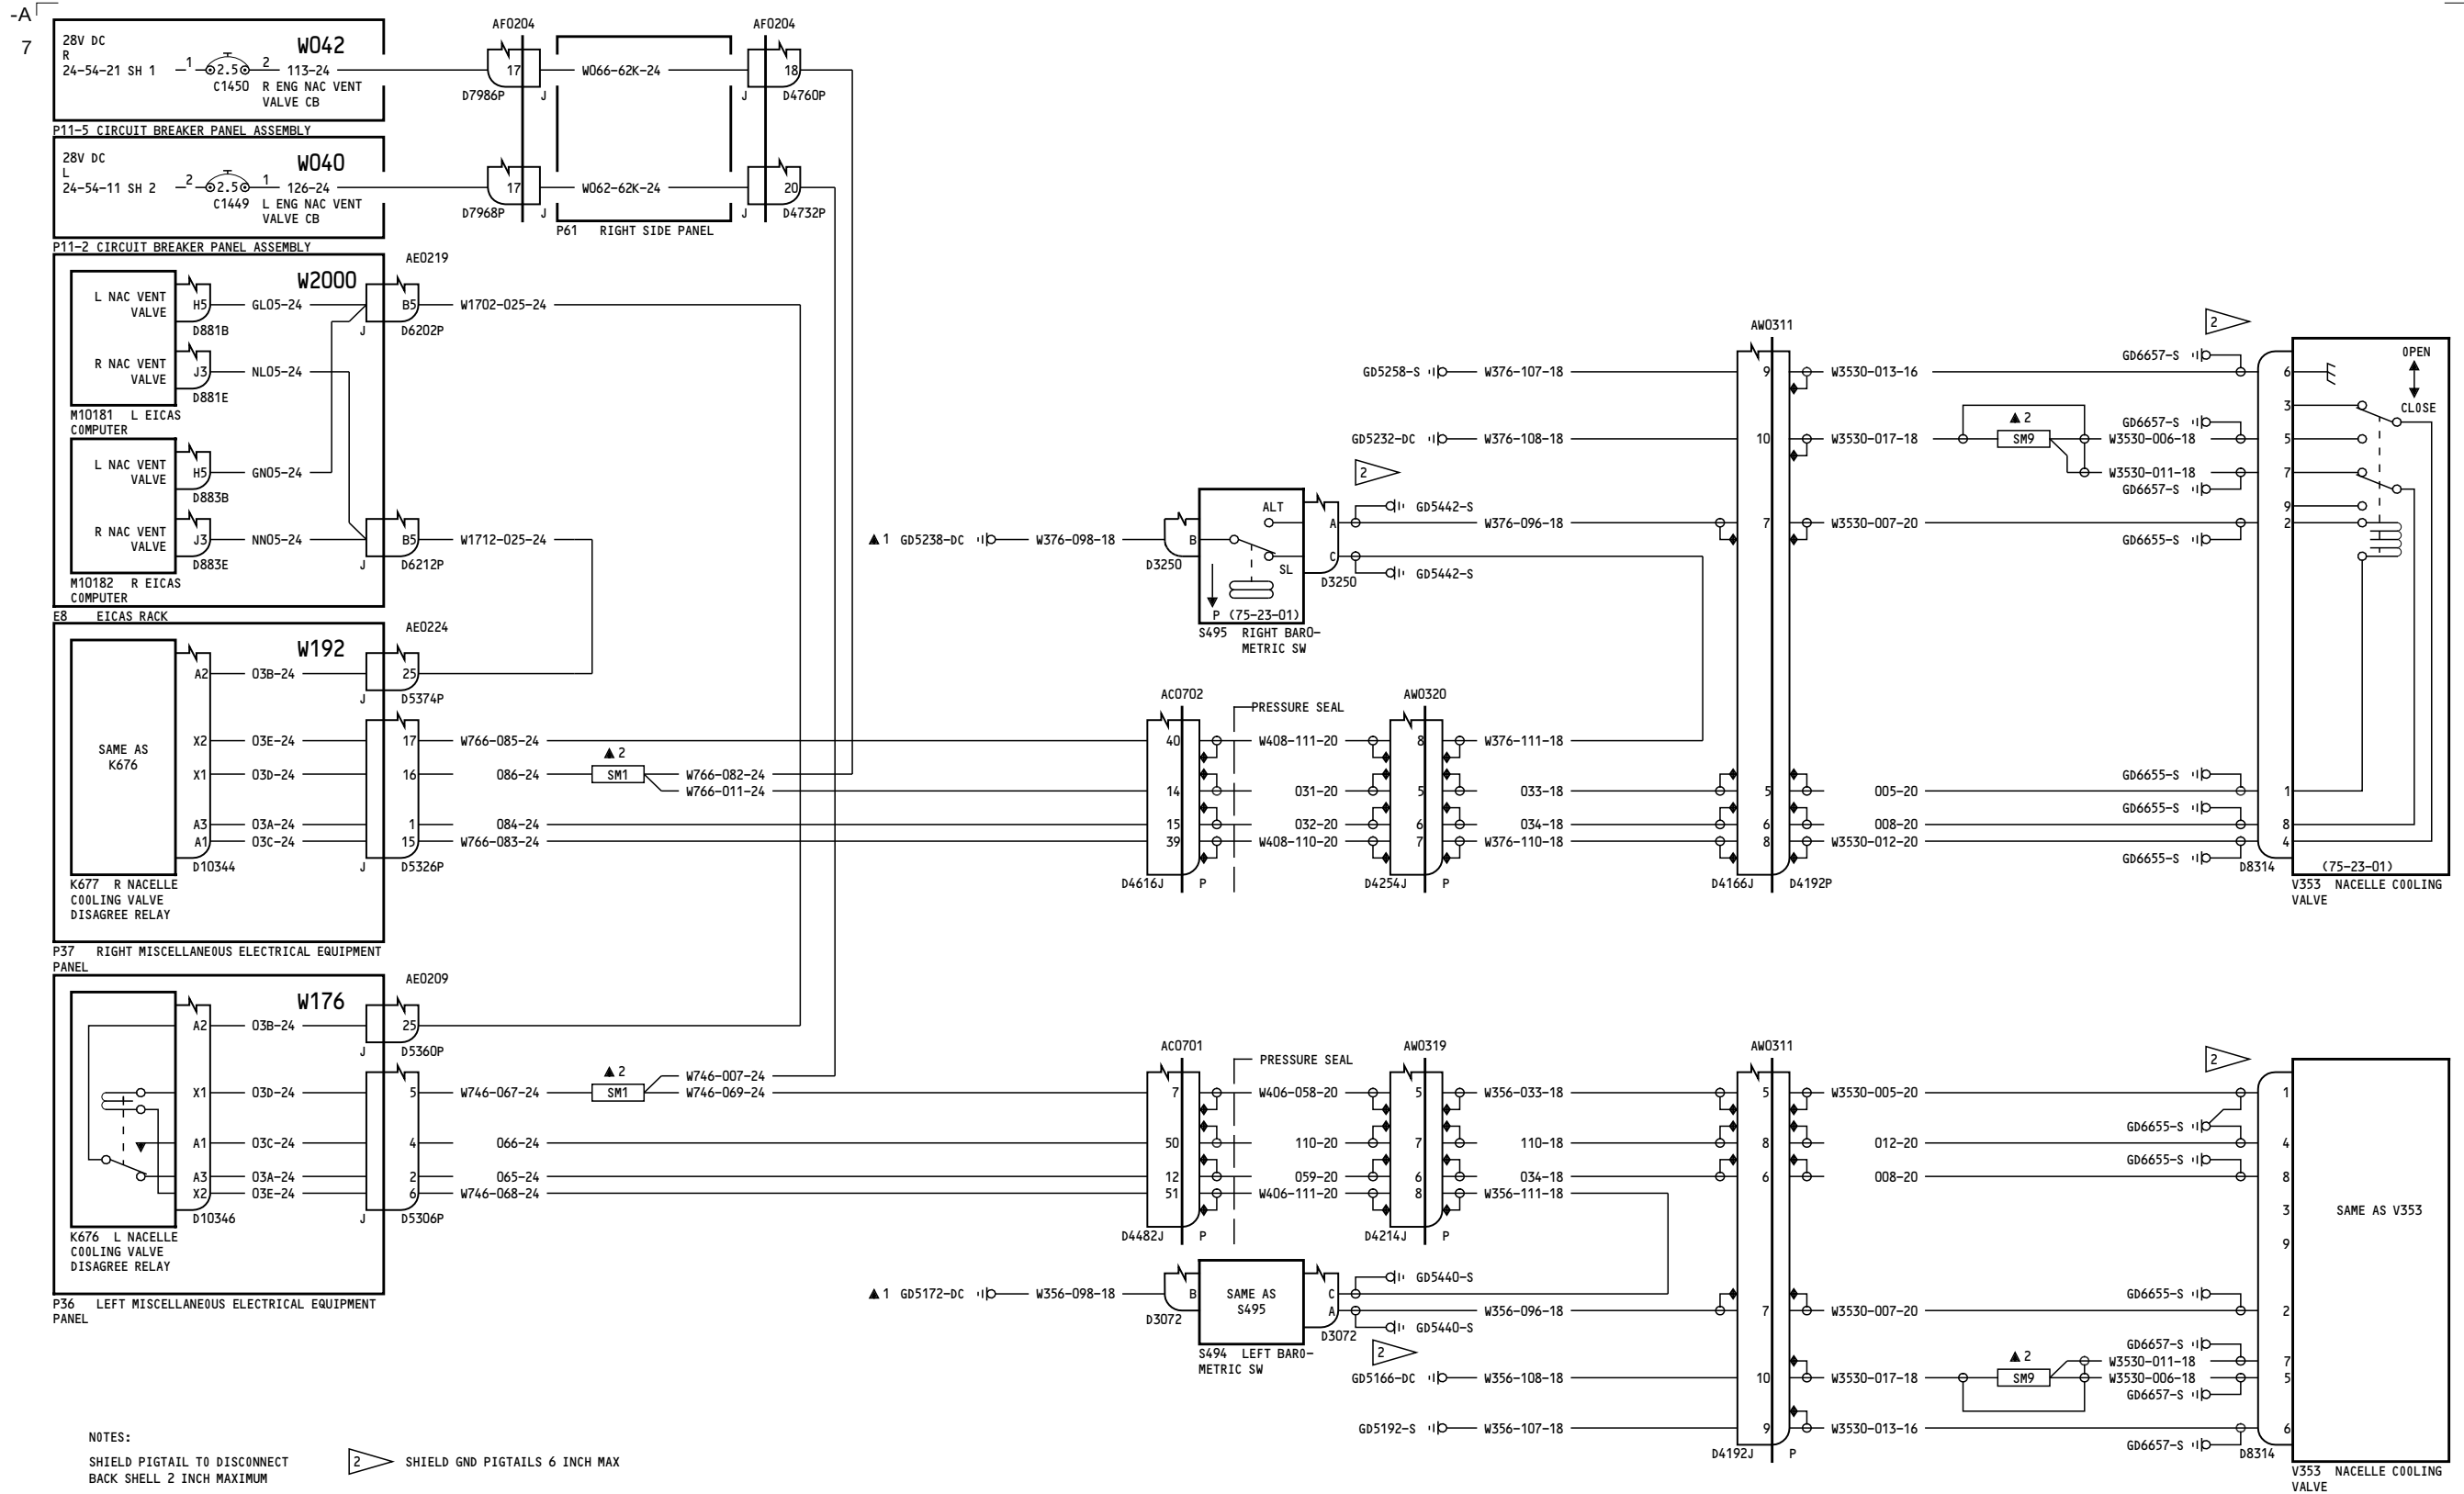 -A
7
28V DC
R
24-54-21 SH 1
1
2.5
2
113-24
W042
C1450 R ENG NAC VENT
VALVE CB
P11-5 CIRCUIT BREAKER PANEL ASSEMBLY
AF0204
17
D7986P
J
W066-62K-24
AF0204
18
J
D4760P
28V DC
L
24-54-11 SH 2
2
2.5
1
126-24
W040
C1449 L ENG NAC VENT
VALVE CB
P11-2 CIRCUIT BREAKER PANEL ASSEMBLY
17
D7968P
J
W062-62K-24
20
J
D4732P
P61 RIGHT SIDE PANEL
W2000
AE0219
L NAC VENT
VALVE
H5
GL05-24
D881B
B5
W1702-025-24
J
D6202P
R NAC VENT
VALVE
J3
NL05-24
D881E
M10181 L EICAS
COMPUTER
L NAC VENT
VALVE
H5
GN05-24
D883B
R NAC VENT
VALVE
J3
NN05-24
D883E
B5
W1712-025-24
J
D6212P
M10182 R EICAS
COMPUTER
E8 EICAS RACK
W192
AE0224
SAME AS
K676
A2
03B-24
25
J
D5374P
X2
03E-24
17
W766-085-24
X1
03D-24
16
086-24
2
SM1
W766-082-24
W766-011-24
A3
03A-24
1
084-24
A1
03C-24
15
W766-083-24
D10344
J
D5326P
K677 R NACELLE
COOLING VALVE
DISAGREE RELAY
P37 RIGHT MISCELLANEOUS ELECTRICAL EQUIPMENT
PANEL
W176
AE0209
A2
03B-24
25
J
D5360P
X1
03D-24
5
W746-067-24
2
SM1
W746-007-24
W746-069-24
A1
03C-24
4
066-24
A3
03A-24
2
065-24
X2
03E-24
6
W746-068-24
D10346
J
D5306P
K676 L NACELLE
COOLING VALVE
DISAGREE RELAY
P36 LEFT MISCELLANEOUS ELECTRICAL EQUIPMENT
PANEL
AW0311
GD5258-S
W376-107-18
9
W3530-013-16
GD6657-S
2
6
OPEN
CLOSE
3
GD5232-DC
W376-108-18
10
W3530-017-18
2
SM9
GD6657-S
W3530-006-18
5
W3530-011-18
7
GD6657-S
9
2
ALT
A
GD5442-S
W376-096-18
7
W3530-007-20
2
GD6655-S
1 GD5238-DC
W376-098-18
B
D3250
SL
C
GD5442-S
D3250
P (75-23-01)
S495 RIGHT BARO-
METRIC SW
AC0702
PRESSURE SEAL
AW0320
40
W408-111-20
8
W376-111-18
14
031-20
5
033-18
5
005-20
GD6655-S
1
15
032-20
6
034-18
6
008-20
GD6655-S
8
39
W408-110-20
7
W376-110-18
8
W3530-012-20
4
GD6655-S
D4616J
P
D4254J
P
D4166J
D4192P
D8314
(75-23-01)
V353 NACELLE COOLING
VALVE
AC0701
PRESSURE SEAL
AW0319
AW0311
2
7
W406-058-20
5
W356-033-18
5
W3530-005-20
1
GD6655-S
50
110-20
7
110-18
8
012-20
4
GD6655-S
12
059-20
6
034-18
6
008-20
8
51
W406-111-20
8
W356-111-18
3
SAME AS V353
9
D4482J
P
D4214J
P
1 GD5172-DC
W356-098-18
B
D3072
SAME AS
S495
C
GD5440-S
A
W356-096-18
7
W3530-007-20
GD6655-S
2
GD5440-S
D3072
S494 LEFT BARO-
METRIC SW
2
GD6657-S
2
W3530-011-18
7
GD5166-DC
W356-108-18
10
W3530-017-18
SM9
W3530-006-18
5
GD6657-S
GD5192-S
W356-107-18
9
W3530-013-16
6
GD6657-S
D4192J
P
D8314
V353 NACELLE COOLING
VALVE
NOTES:
SHIELD PIGTAIL TO DISCONNECT
BACK SHELL 2 INCH MAXIMUM
2
SHIELD GND PIGTAILS 6 INCH MAX